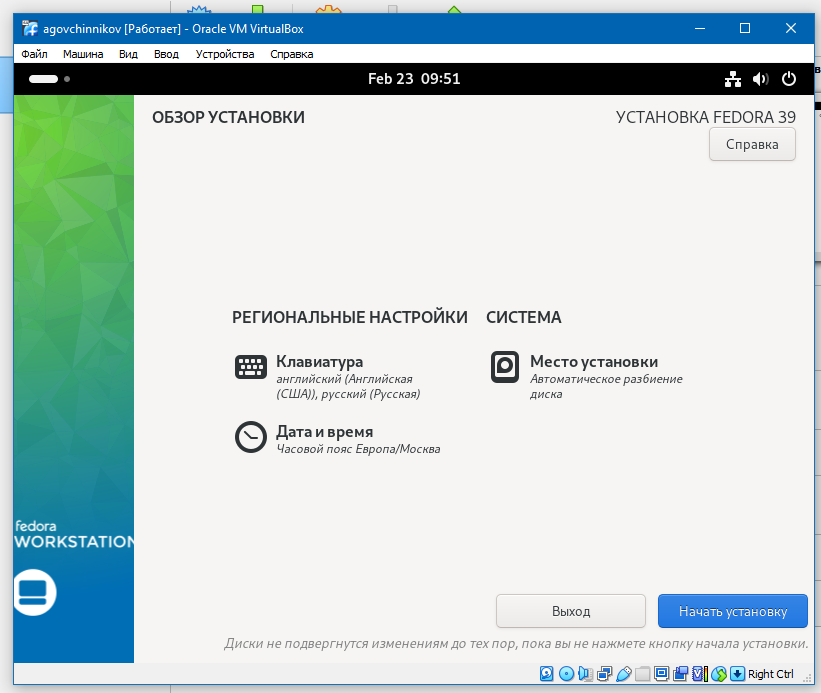 agovchinnikov [Работает] - Oracle VM VirtualBox
Файл Машина Вид Ввод Устройства Справка
Feb 23 09:51
ОБЗОР УСТАНОВКИ
УСТАНОВКА FEDORA 39
Справка
РЕГИОНАЛЬНЫЕ НАСТРОЙКИ
СИСТЕМА
Клавиатура
английский (Английская
(США)), русский (Русская)
Место установки
Автоматическое разбиение
диска
Дата и время
Часовой пояс Европа/Москва
fedora
WORKSTATION
Выход
Начать установку
Диски не подвергнутся изменениям до тех пор, пока вы не нажмете кнопку начала установки.
Right Ctrl